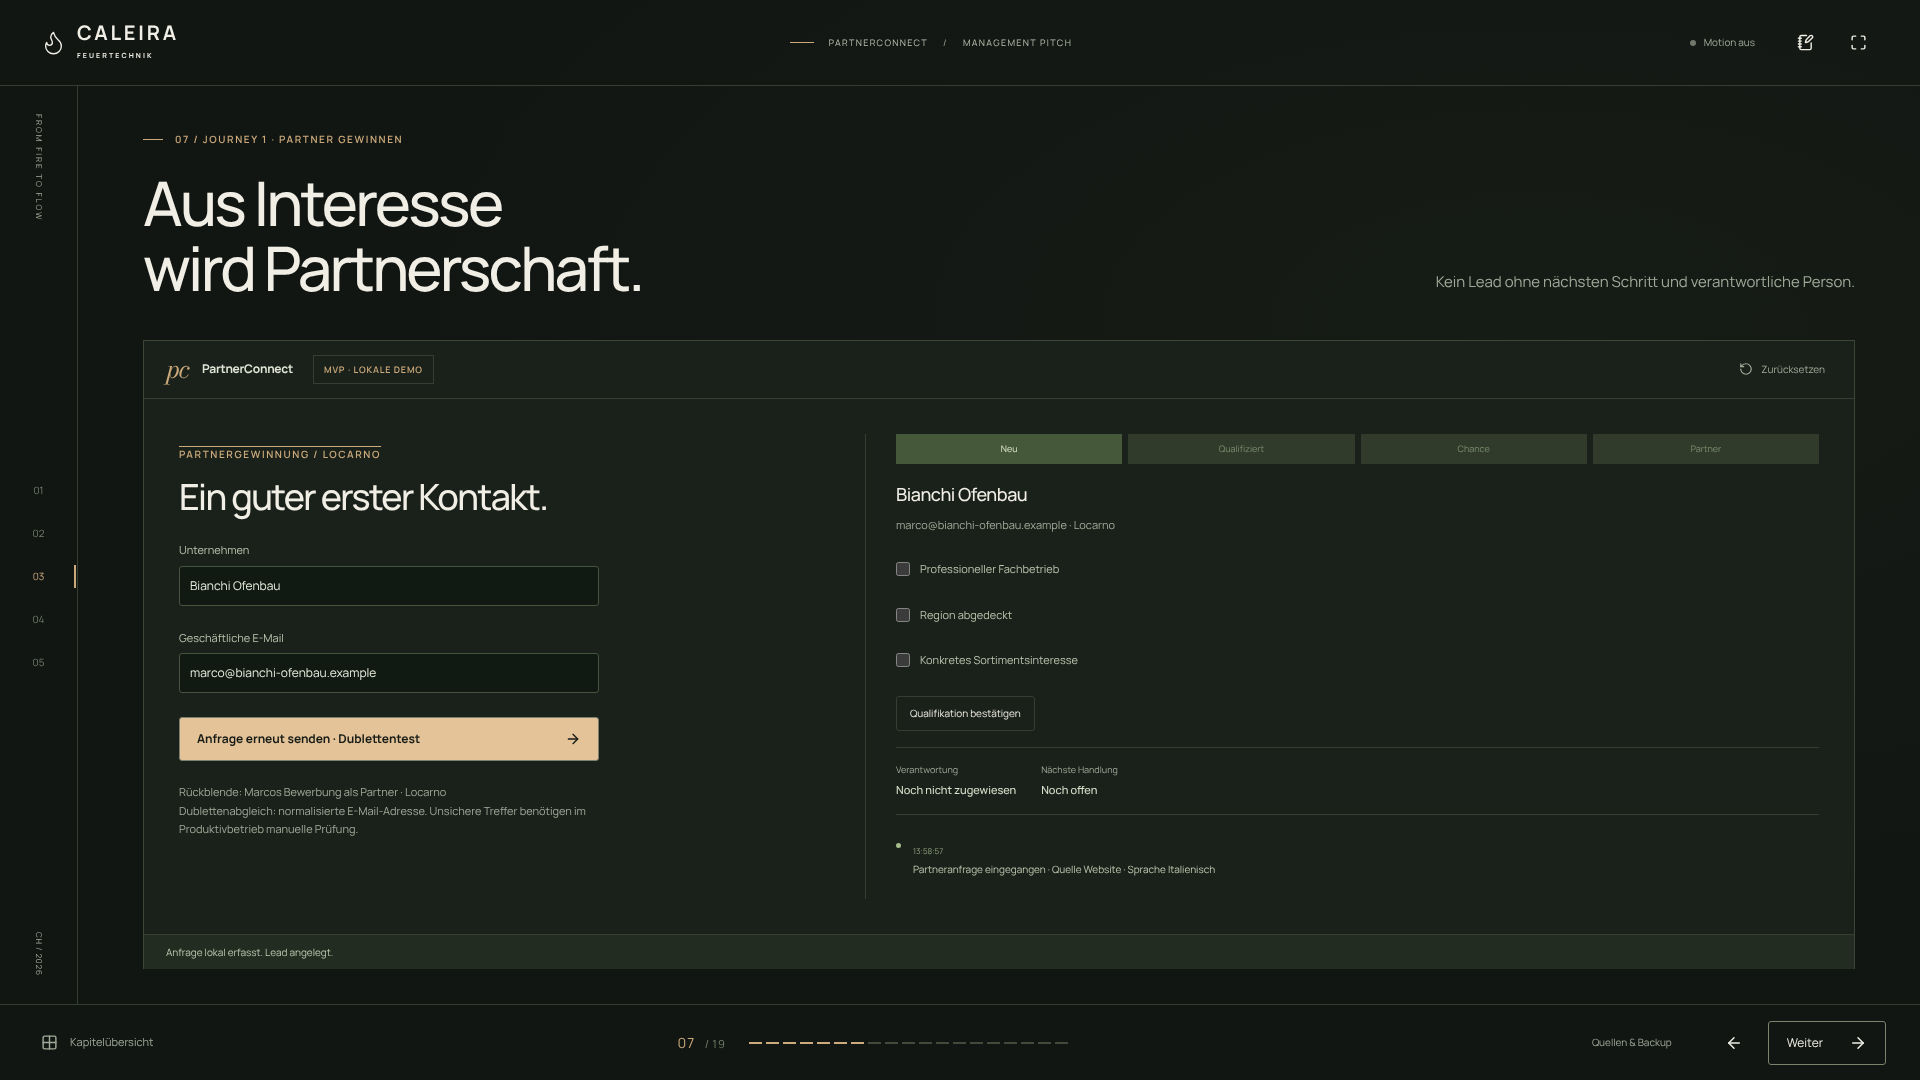 CALEIRA
FEUERTECHNIK
PARTNERCONNECT / MANAGEMENT PITCH
Motion aus
FROM FIRE TO FLOW
01
02
03
04
05
CH / 2026
07 / JOURNEY 1 · PARTNER GEWINNEN
Aus Interesse
wird Partnerschaft.
Kein Lead ohne nächsten Schritt und verantwortliche Person.
pc PartnerConnect
MVP · LOKALE DEMO
Zurücksetzen
PARTNERGEWINNUNG / LOCARNO
Ein guter erster Kontakt.
Unternehmen
Bianchi Ofenbau
Geschäftliche E-Mail
marco@bianchi-ofenbau.example
Anfrage erneut senden · Dublettentest
Rückblende: Marcos Bewerbung als Partner · Locarno
Dublettenabgleich: normalisierte E-Mail-Adresse. Unsichere Treffer benötigen im
Produktivbetrieb manuelle Prüfung.
Neu
Qualifiziert
Chance
Partner
Bianchi Ofenbau
marco@bianchi-ofenbau.example · Locarno
Professioneller Fachbetrieb
Region abgedeckt
Konkretes Sortimentsinteresse
Qualifikation bestätigen
Verantwortung
Noch nicht zugewiesen
Nächste Handlung
Noch offen
13:58:57
Partneranfrage eingegangen · Quelle Website · Sprache Italienisch
Anfrage lokal erfasst. Lead angelegt.
Kapitelübersicht
07 / 19
Quellen & Backup
Weiter